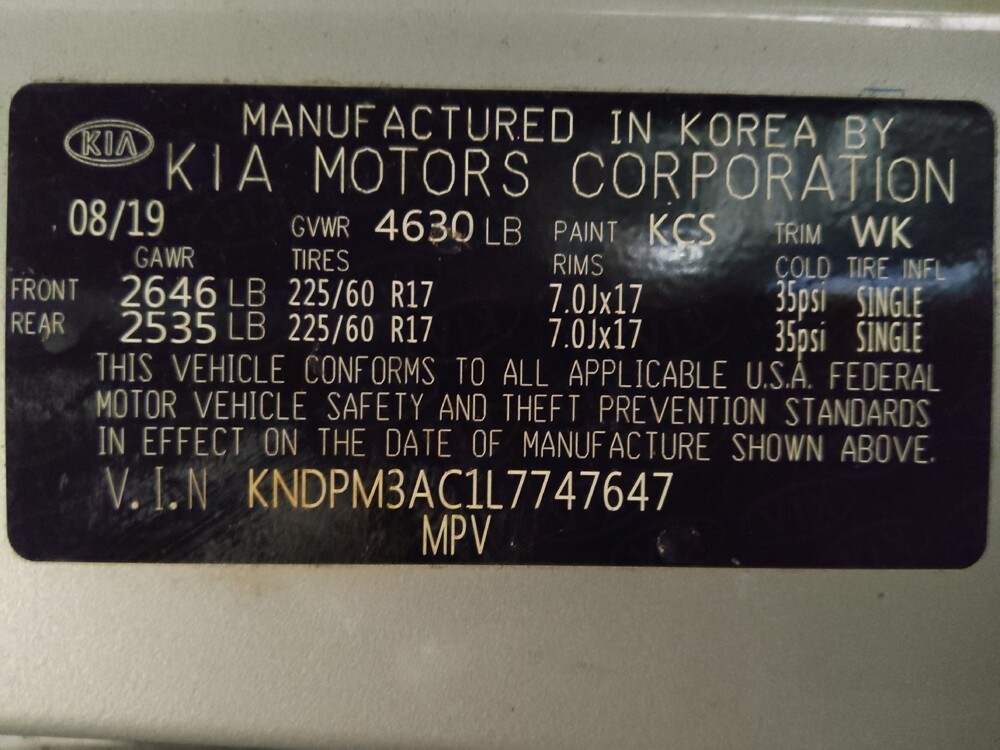 KIA
MANUFACTURED IN KOREA BY
KIA MOTORS CORPORATION
08/19 GVWR 4630 LB PAINT KCS TRIM WK
GAWR TIRES RIMS COLD TIRE INFL
FRONT 2646 LB 225/60 R17 7.0Jx17 35psi SINGLE
REAR 2535 LB 225/60 R17 7.0Jx17 35psi SINGLE
THIS VEHICLE CONFORMS TO ALL APPLICABLE U.S.A. FEDERAL
MOTOR VEHICLE SAFETY AND THEFT PREVENTION STANDARDS
IN EFFECT ON THE DATE OF MANUFACTURE SHOWN ABOVE.
V.I.N KNDPM3AC1L7747647
MPV